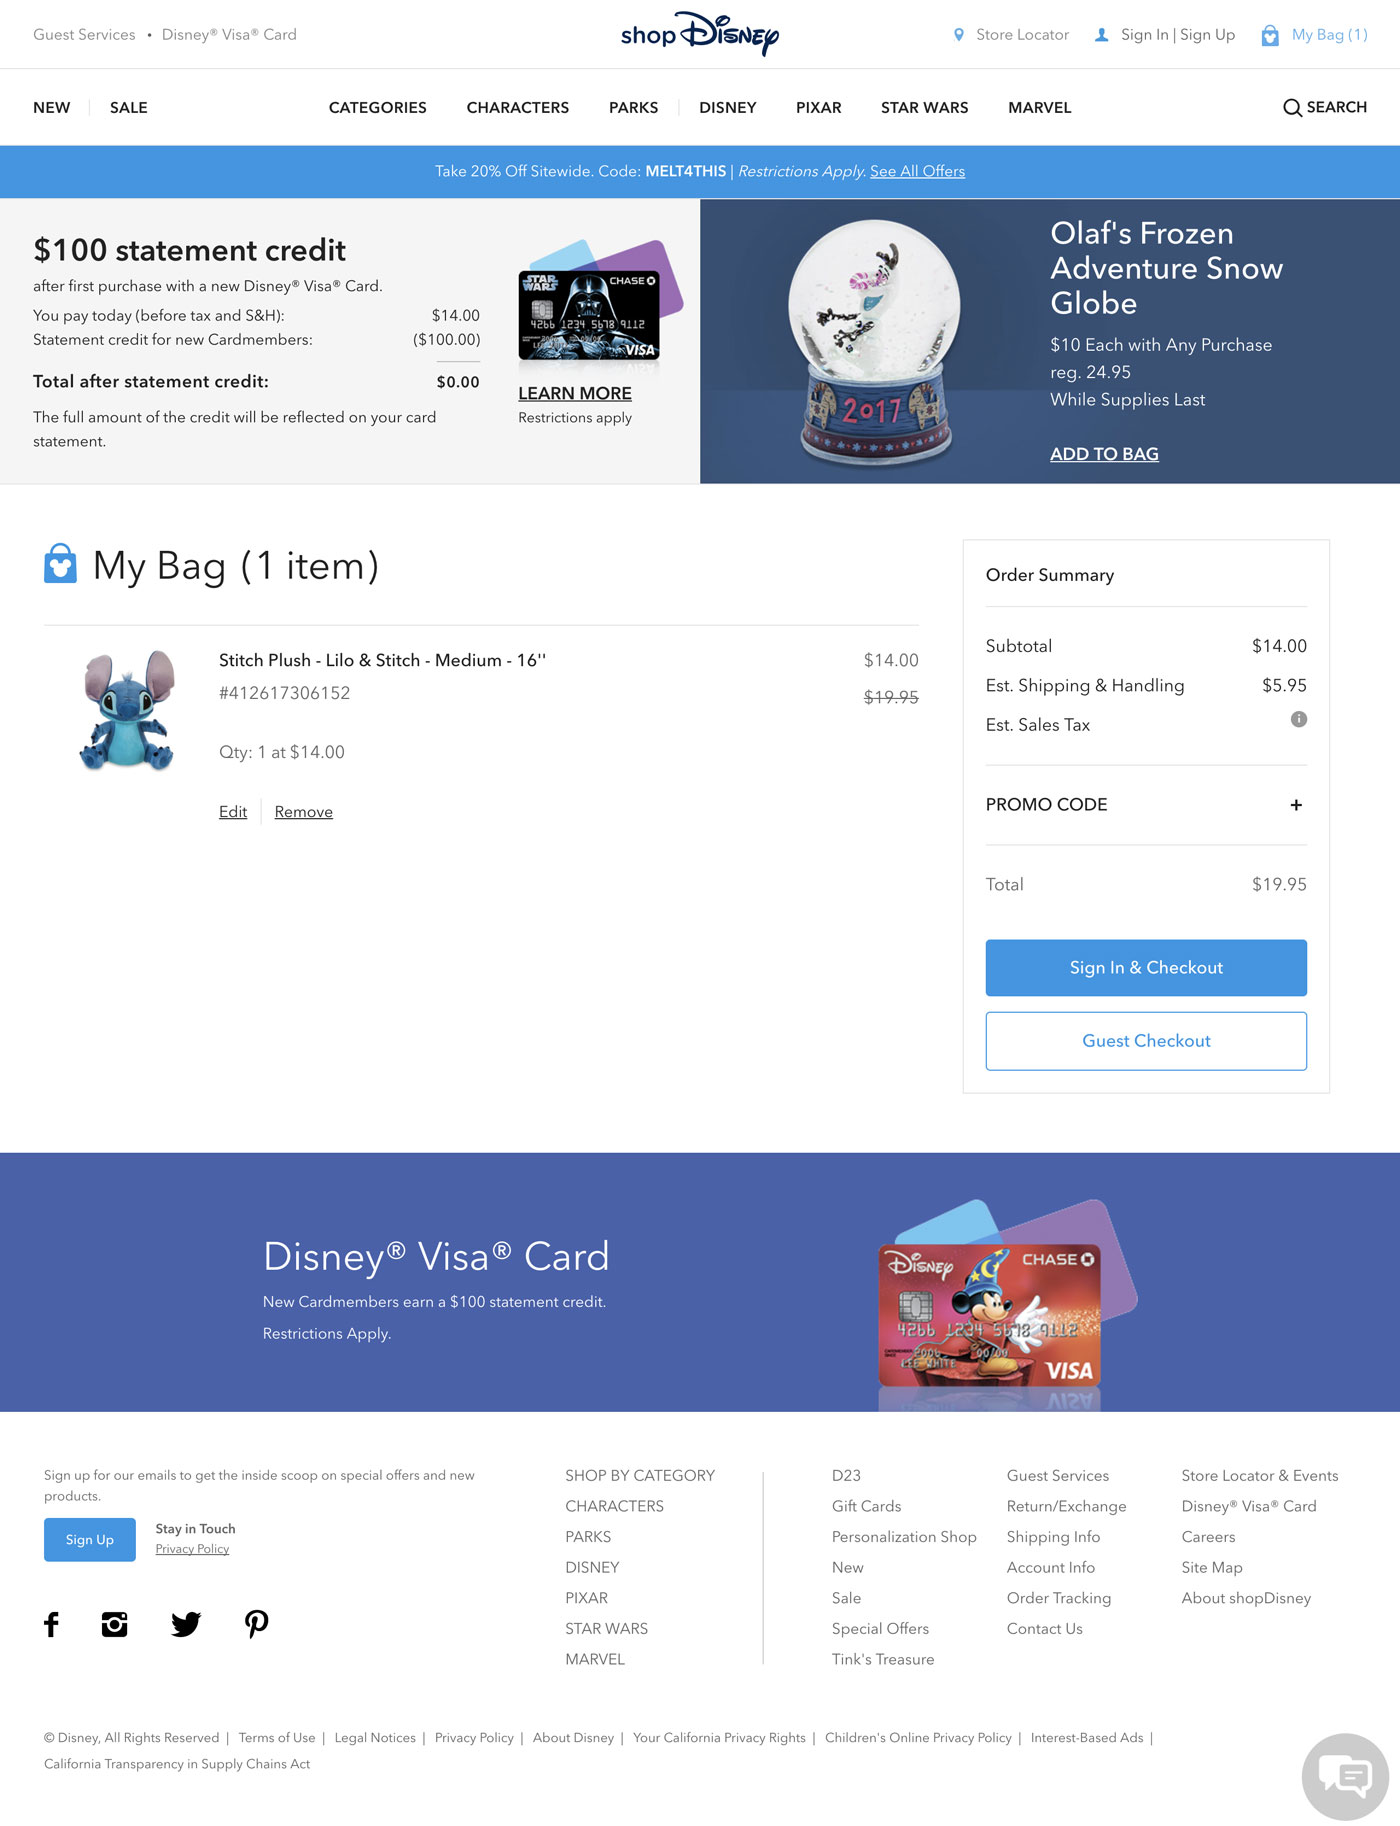 Guest Services • Disney® Visa® Card
shop Disney
Store Locator
Sign In | Sign Up
My Bag (1)
NEW
SALE
CATEGORIES
CHARACTERS
PARKS
DISNEY
PIXAR
STAR WARS
MARVEL
SEARCH
Take 20% Off Sitewide. Code: MELT4THIS | Restrictions Apply. See All Offers
$100 statement credit
after first purchase with a new Disney® Visa® Card.
You pay today (before tax and S&H): $14.00
Statement credit for new Cardmembers: ($100.00)
Total after statement credit: $0.00
The full amount of the credit will be reflected on your card
statement.
STAR WARS
CHASE
4266 1234 5678 9112
VISA
LEARN MORE
Restrictions apply
2017
Olaf's Frozen
Adventure Snow
Globe
$10 Each with Any Purchase
reg. 24.95
While Supplies Last
ADD TO BAG
My Bag (1 item)
Stitch Plush - Lilo & Stitch - Medium - 16''
#412617306152
Qty: 1 at $14.00
Edit
Remove
$14.00
$19.95
Order Summary
Subtotal $14.00
Est. Shipping & Handling $5.95
Est. Sales Tax
PROMO CODE +
Total $19.95
Sign In & Checkout
Guest Checkout
Disney® Visa® Card
New Cardmembers earn a $100 statement credit.
Restrictions Apply.
Disney
CHASE
4266 1234 5678 9112
LEE WHITE
VISA
Sign up for our emails to get the inside scoop on special offers and new
products.
Sign Up
Stay in Touch
Privacy Policy
SHOP BY CATEGORY
CHARACTERS
PARKS
DISNEY
PIXAR
STAR WARS
MARVEL
D23
Gift Cards
Personalization Shop
New
Sale
Special Offers
Tink's Treasure
Guest Services
Return/Exchange
Shipping Info
Account Info
Order Tracking
Contact Us
Store Locator & Events
Disney® Visa® Card
Careers
Site Map
About shopDisney
© Disney, All Rights Reserved | Terms of Use | Legal Notices | Privacy Policy | About Disney | Your California Privacy Rights | Children's Online Privacy Policy | Interest-Based Ads |
California Transparency in Supply Chains Act